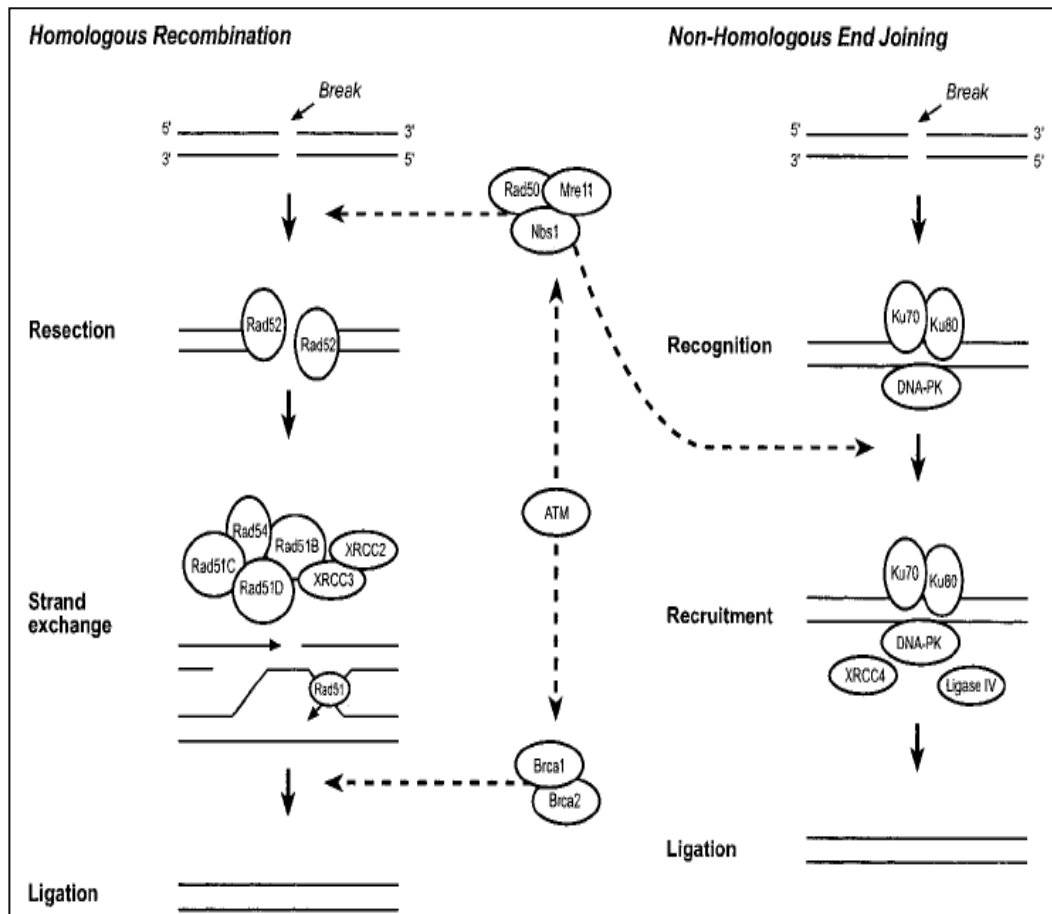 Homologous Recombination
Break
5' 3'
3' 5'
Resection
Rad52
Rad52
Strand
exchange
Rad54
Rad51B
XRCC2
Rad51C
XRCC3
Rad51D
Rad51
Ligation
Rad50
Mre11
Nbs1
ATM
Brca1
Brca2
Non-Homologous End Joining
Break
5' 3'
3' 5'
Recognition
Ku70
Ku80
DNA-PK
Recruitment
Ku70
Ku80
DNA-PK
XRCC4
Ligase IV
Ligation